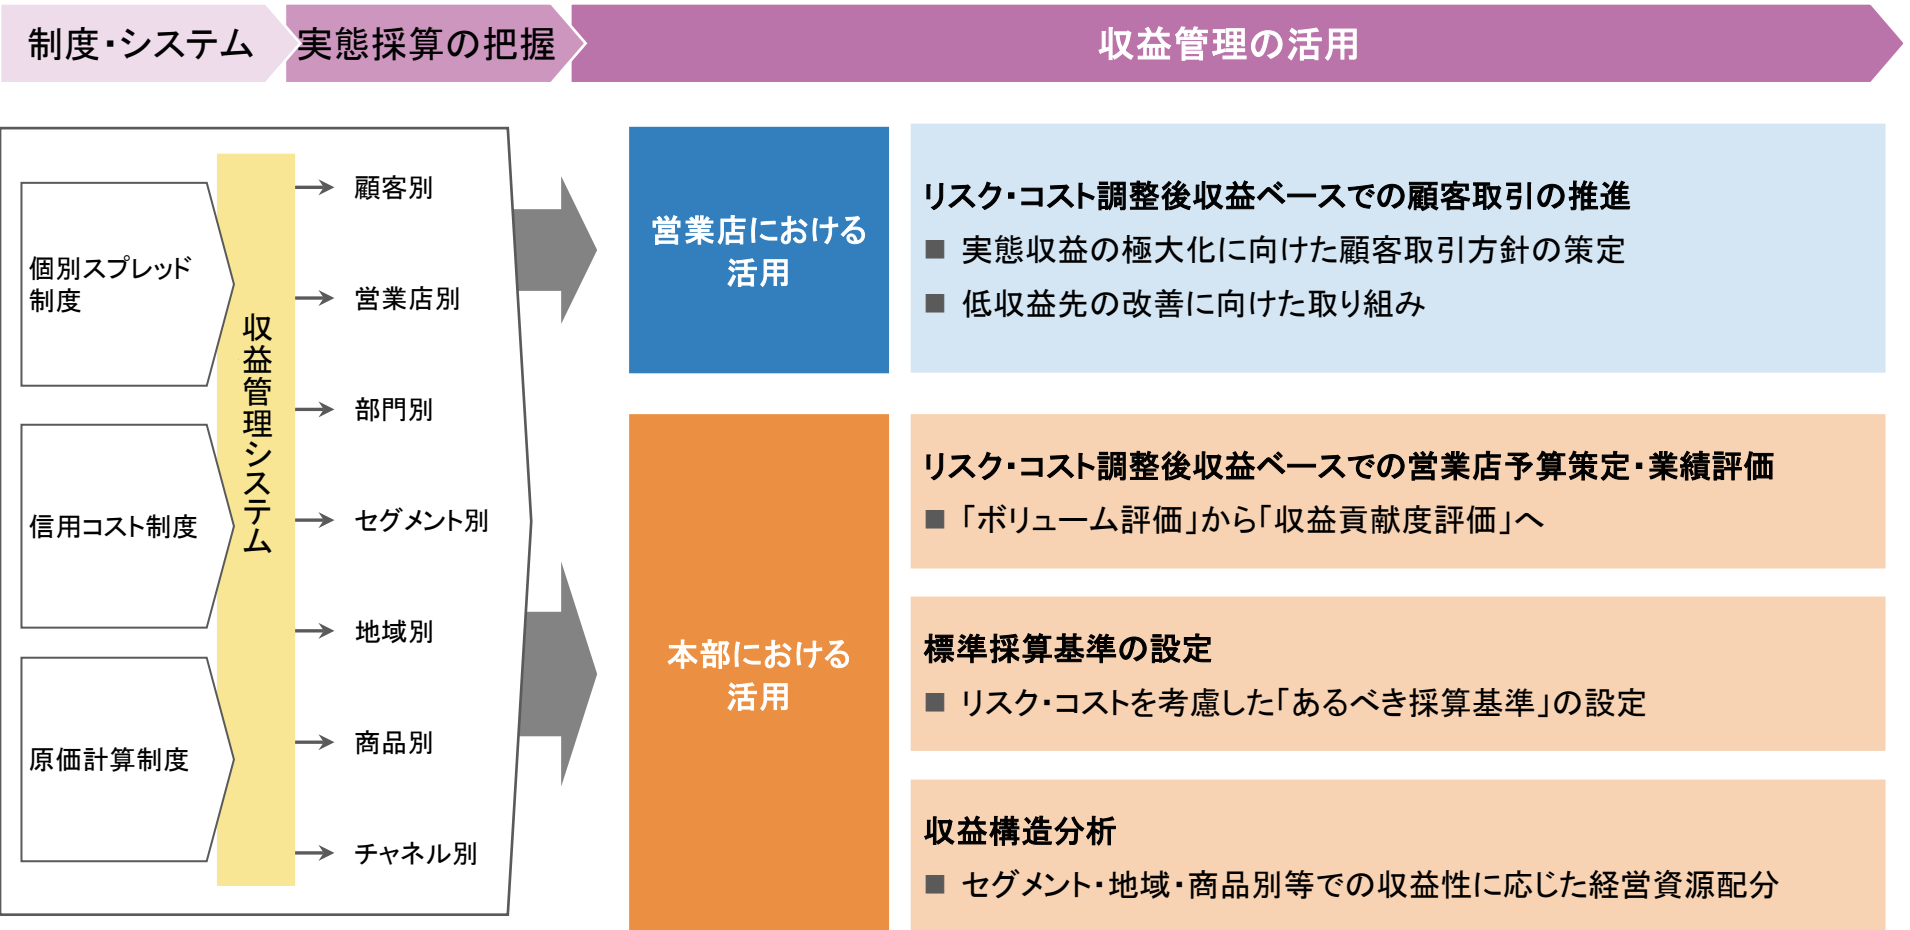 制度・システム
実態採算の把握
収益管理の活用
個別スプレッド
制度
信用コスト制度
原価計算制度
収益管理システム
顧客別
営業店別
部門別
セグメント別
地域別
商品別
チャネル別
営業店における
活用
リスク・コスト調整後収益ベースでの顧客取引の推進
■ 実態収益の極大化に向けた顧客取引方針の策定
■ 低収益先の改善に向けた取り組み
本部における
活用
リスク・コスト調整後収益ベースでの営業店予算策定・業績評価
■ 「ボリューム評価」から「収益貢献度評価」へ
標準採算基準の設定
■ リスク・コストを考慮した「あるべき採算基準」の設定
収益構造分析
■ セグメント・地域・商品別等での収益性に応じた経営資源配分